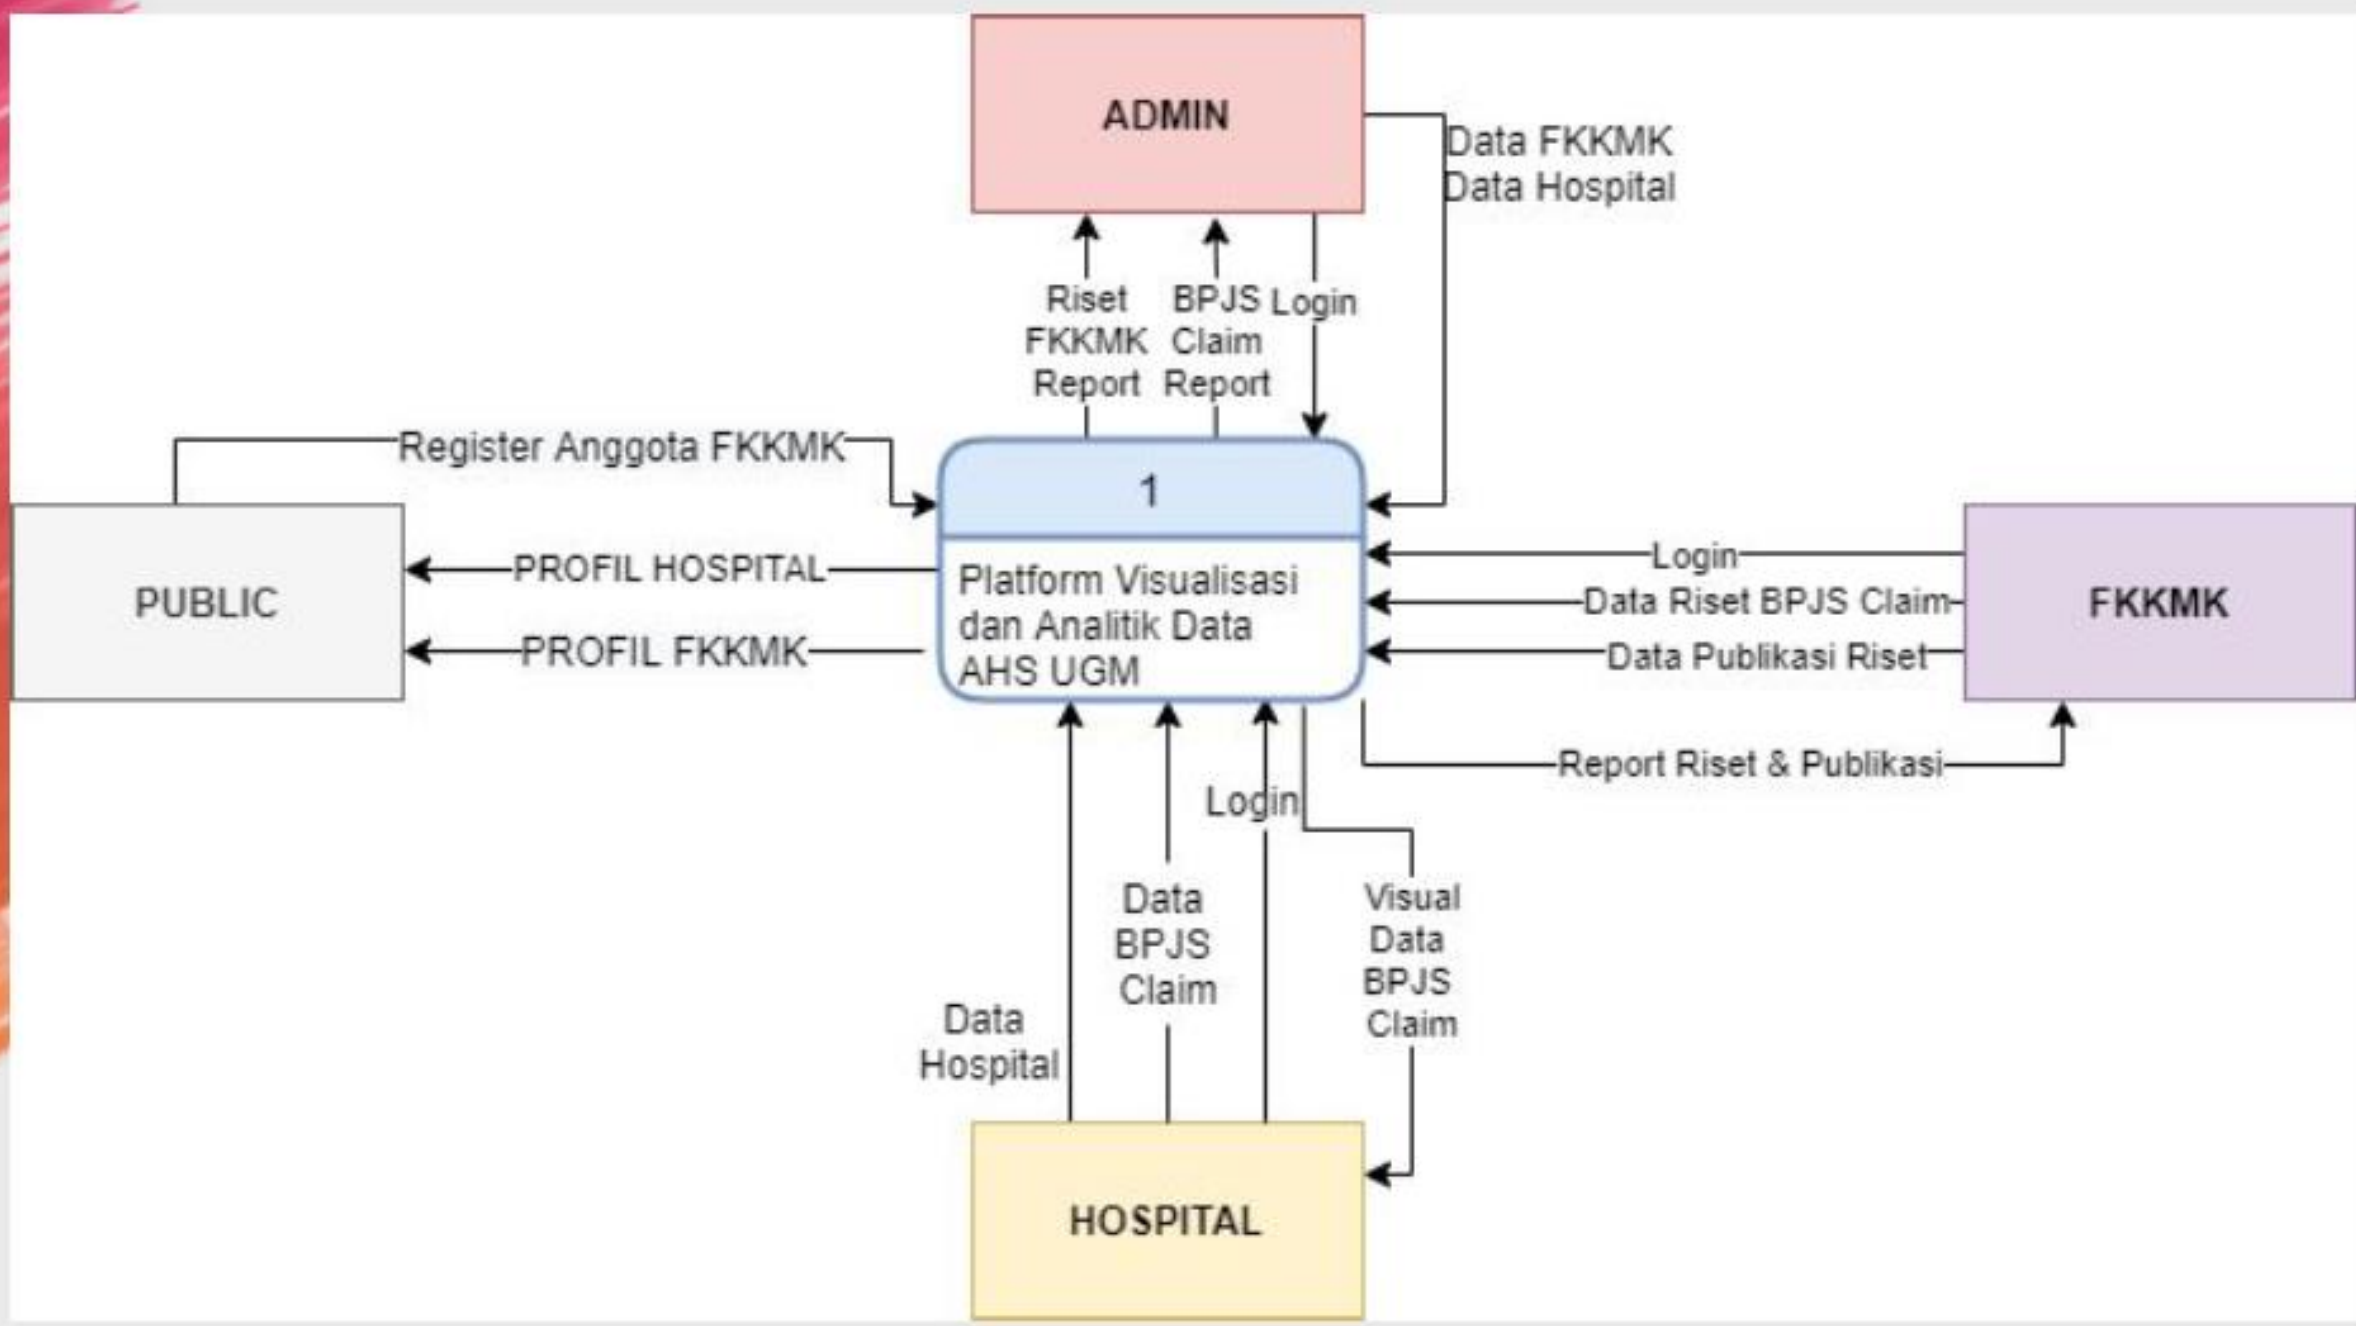 ADMIN
Data FKKMK
Data Hospital
Riset
FKKMK
Report
BPJS
Claim
Report
Login
Register Anggota FKKMK
1
PROFIL HOSPITAL
PUBLIC
PROFIL FKKMK
Platform Visualisasi
dan Analitik Data
AHS UGM
Login
Data Riset BPJS Claim
Data Publikasi Riset
FKKMK
Report Riset & Publikasi
Login
Data
BPJS
Claim
Visual
Data
BPJS
Claim
Data
Hospital
HOSPITAL